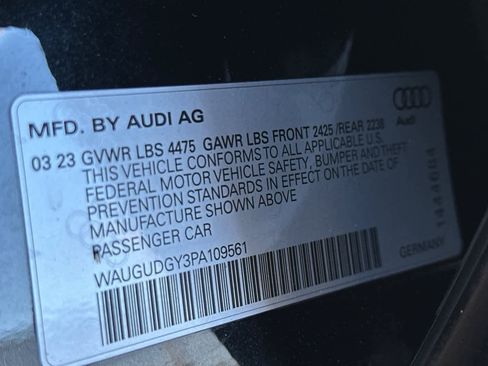 MFD. BY AUDI AG
Audi
03 23 GVWR LBS 4475 GAWR LBS FRONT 2425 /REAR 2238
THIS VEHICLE CONFORMS TO ALL APPLICABLE U.S.
FEDERAL MOTOR VEHICLE SAFETY, BUMPER, AND THEFT
PREVENTION STANDARDS IN EFFECT ON THE DATE OF
MANUFACTURE SHOWN ABOVE
PASSENGER CAR
WAUGUDGY3PA109561
GERMANY
1444684